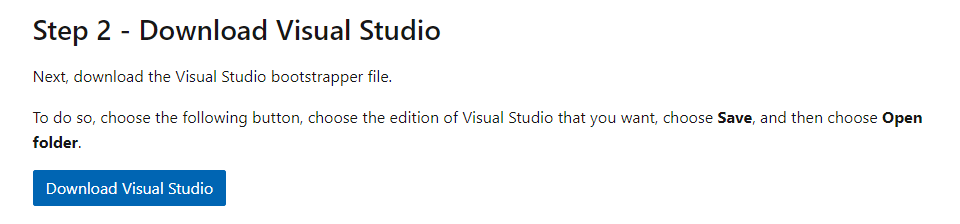 Step 2 - Download Visual Studio
Next, download the Visual Studio bootstrapper file.
To do so, choose the following button, choose the edition of Visual Studio that you want, choose Save, and then choose Open
folder.
Download Visual Studio